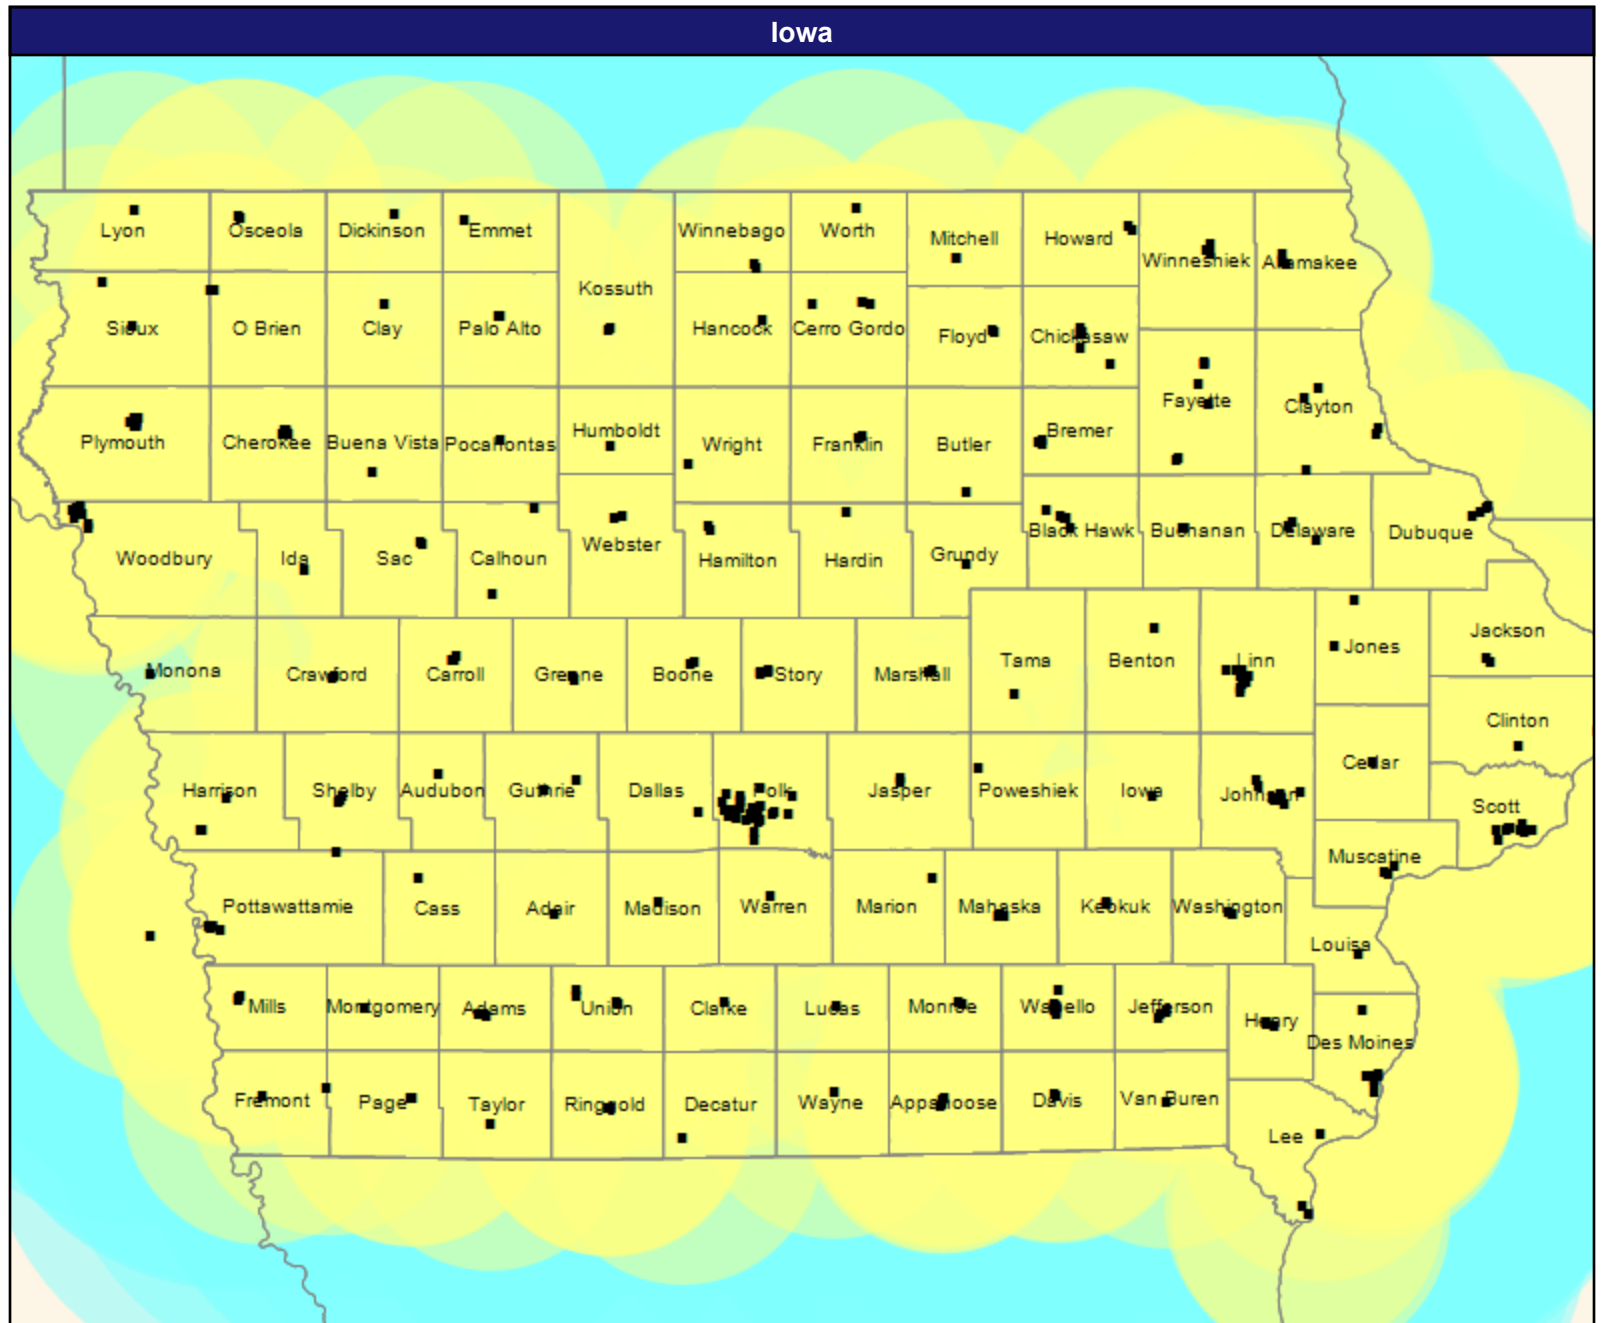 Iowa
Lyon
Osceola
Dickinson
Emmet
Winnebago
Worth
Mitchell
Howard
Winneshiek
Allamakee
Kossuth
Sioux
O Brien
Clay
Palo Alto
Hancock
Cerro Gordo
Floyd
Chickasaw
Fayette
Clayton
Plymouth
Cherokee
Buena Vista
Pocahontas
Humboldt
Wright
Franklin
Butler
Bremer
Woodbury
Ida
Sac
Calhoun
Webster
Hamilton
Hardin
Grundy
Black Hawk
Buchanan
Delaware
Dubuque
Monona
Crawford
Carroll
Greene
Boone
Story
Marshall
Tama
Benton
Linn
Jones
Jackson
Clinton
Harrison
Shelby
Audubon
Guthrie
Dallas
Polk
Jasper
Poweshiek
Iowa
Johnson
Cedar
Scott
Muscatine
Pottawattamie
Cass
Adair
Madison
Warren
Marion
Mahaska
Keokuk
Washington
Louisa
Mills
Montgomery
Adams
Union
Clarke
Lucas
Monroe
Wapello
Jefferson
Henry
Des Moines
Fremont
Page
Taylor
Ringgold
Decatur
Wayne
Appanoose
Davis
Van Buren
Lee